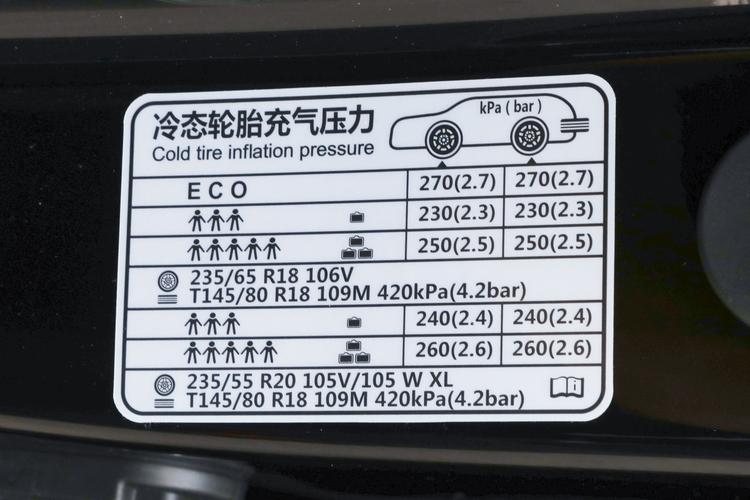 冷态轮胎充气压力
Cold tire inflation pressure
kPa ( bar )
ECO 270(2.7) 270(2.7)
230(2.3) 230(2.3)
250(2.5) 250(2.5)
235/65 R18 106V
T145/80 R18 109M 420kPa(4.2bar)
240(2.4) 240(2.4)
260(2.6) 260(2.6)
235/55 R20 105V/105 W XL
T145/80 R18 109M 420kPa(4.2bar)
i